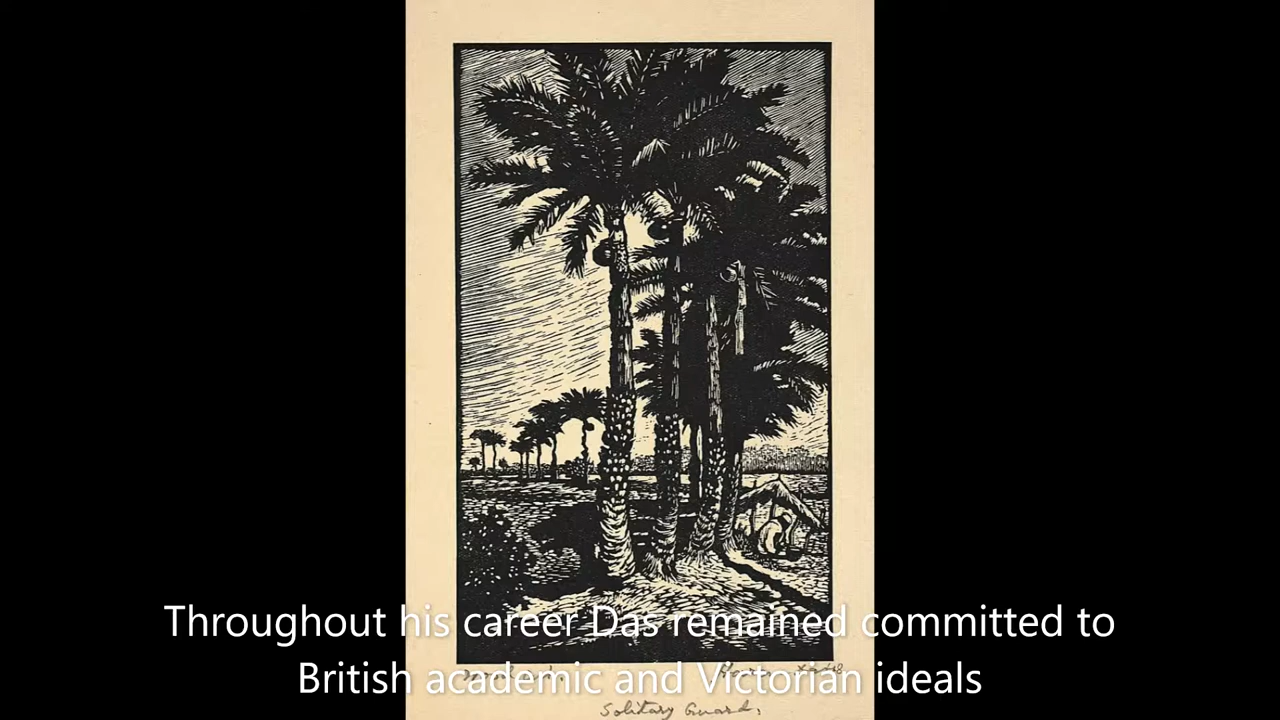 Throughout his career Das remained committed to
British academic and Victorian ideals
Solitary Guard.